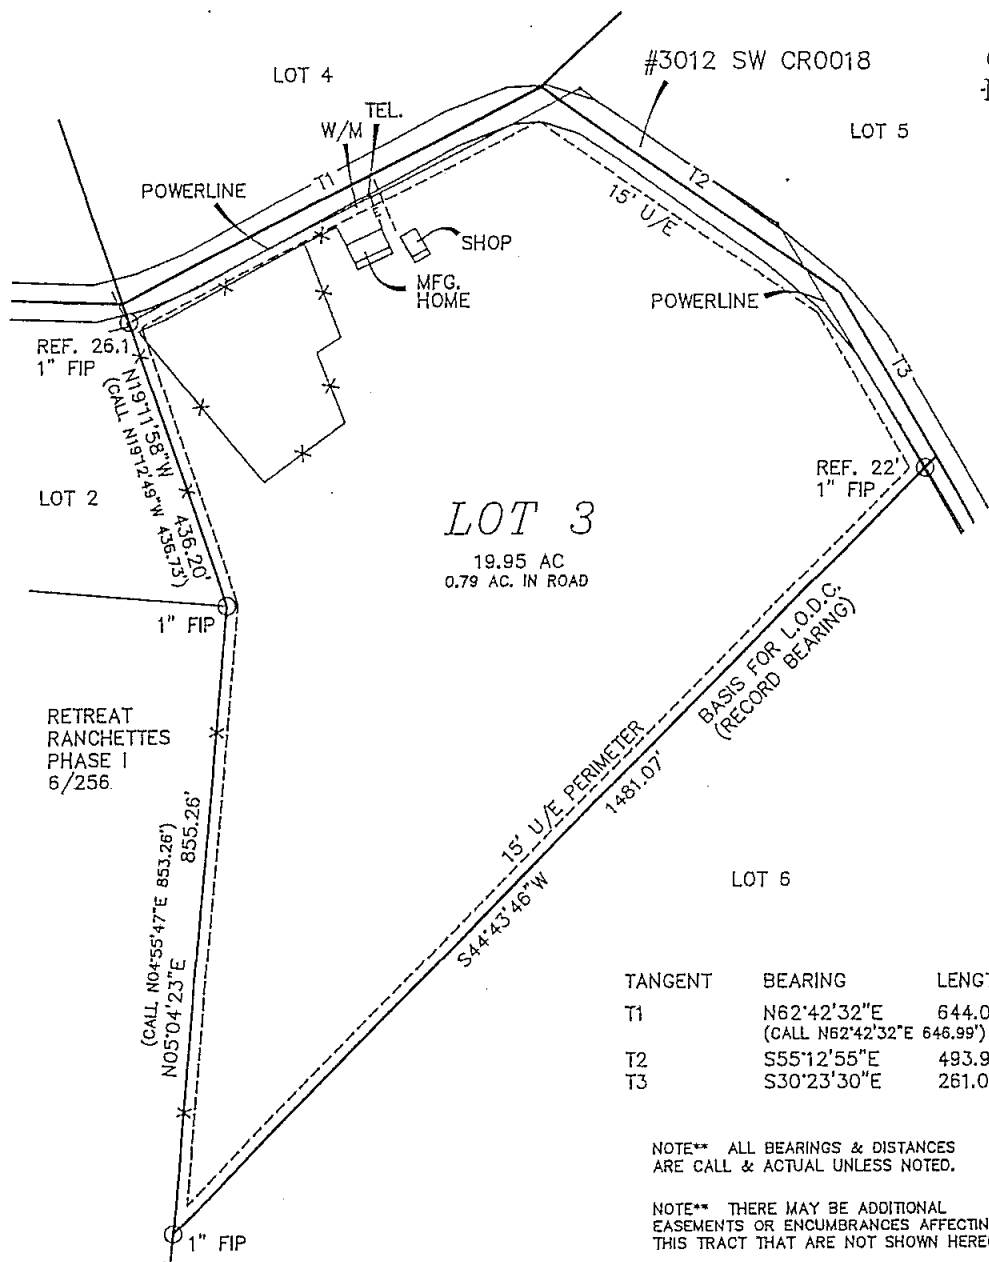 LOT 4
#3012 SW CR0018
LOT 5
TEL.
W/M
T1
T2
POWERLINE
15' U/E
SHOP
MFG.
HOME
POWERLINE
REF. 26.1
1" FIP
T3
N19°11'58"W 436.20'
(CALL N19°12'49"W 436.73')
REF. 22'
1" FIP
LOT 2
LOT 3
19.95 AC
0.79 AC. IN ROAD
1" FIP
BASIS FOR L.O.D.C.
(RECORD BEARING)
RETREAT
RANCHETTES
PHASE I
6/256
15' U/E PERIMETER
1481.07'
S44°43'46"W
(CALL N04°55'47"E 853.26')
N05°04'23"E 855.26'
LOT 6
TANGENT BEARING LENGT
T1 N62°42'32"E 644.0
(CALL N62°42'32"E 646.99')
T2 S55°12'55"E 493.9
T3 S30°23'30"E 261.0
NOTE** ALL BEARINGS & DISTANCES
ARE CALL & ACTUAL UNLESS NOTED.
NOTE** THERE MAY BE ADDITIONAL
EASEMENTS OR ENCUMBRANCES AFFECTIN
THIS TRACT THAT ARE NOT SHOWN HERE
1" FIP